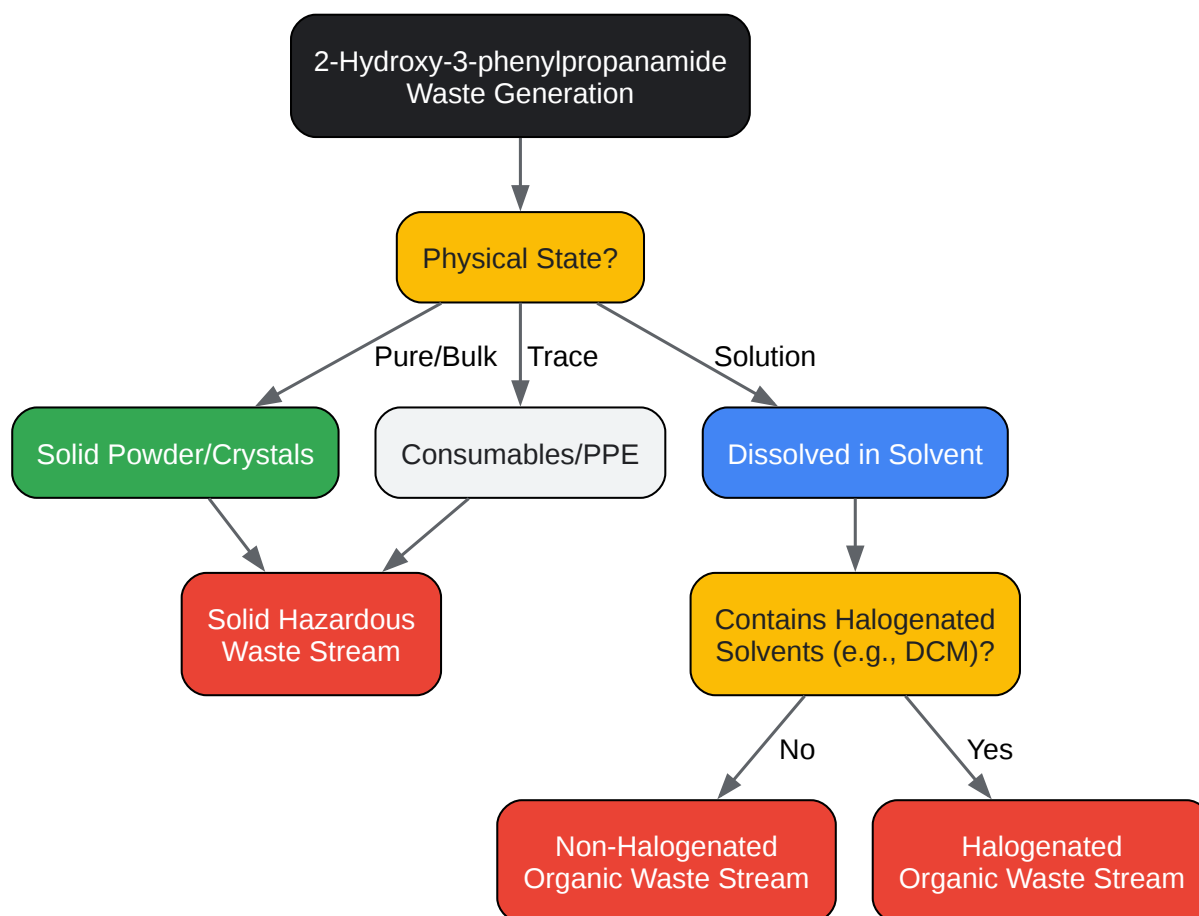 2-Hydroxy-3-phenylpropanamide
Waste Generation
Physical State?
Pure/Bulk
Trace
Solution
Solid Powder/Crystals
Consumables/PPE
Dissolved in Solvent
Solid Hazardous
Waste Stream
Contains Halogenated
Solvents (e.g., DCM)?
No
Yes
Non-Halogenated
Organic Waste Stream
Halogenated
Organic Waste Stream